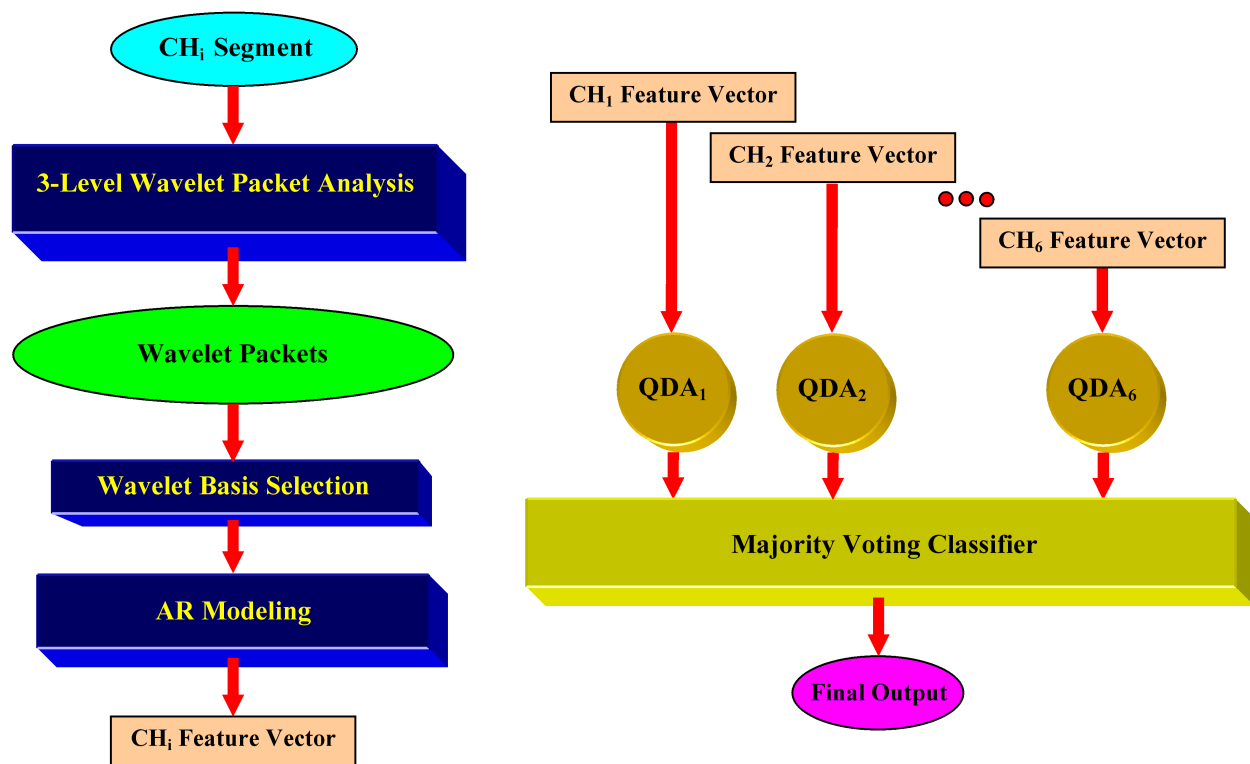 CHi Segment
3-Level Wavelet Packet Analysis
Wavelet Packets
Wavelet Basis Selection
AR Modeling
CHi Feature Vector
CH1 Feature Vector
CH2 Feature Vector
CH6 Feature Vector
QDA1
QDA2
QDA6
Majority Voting Classifier
Final Output